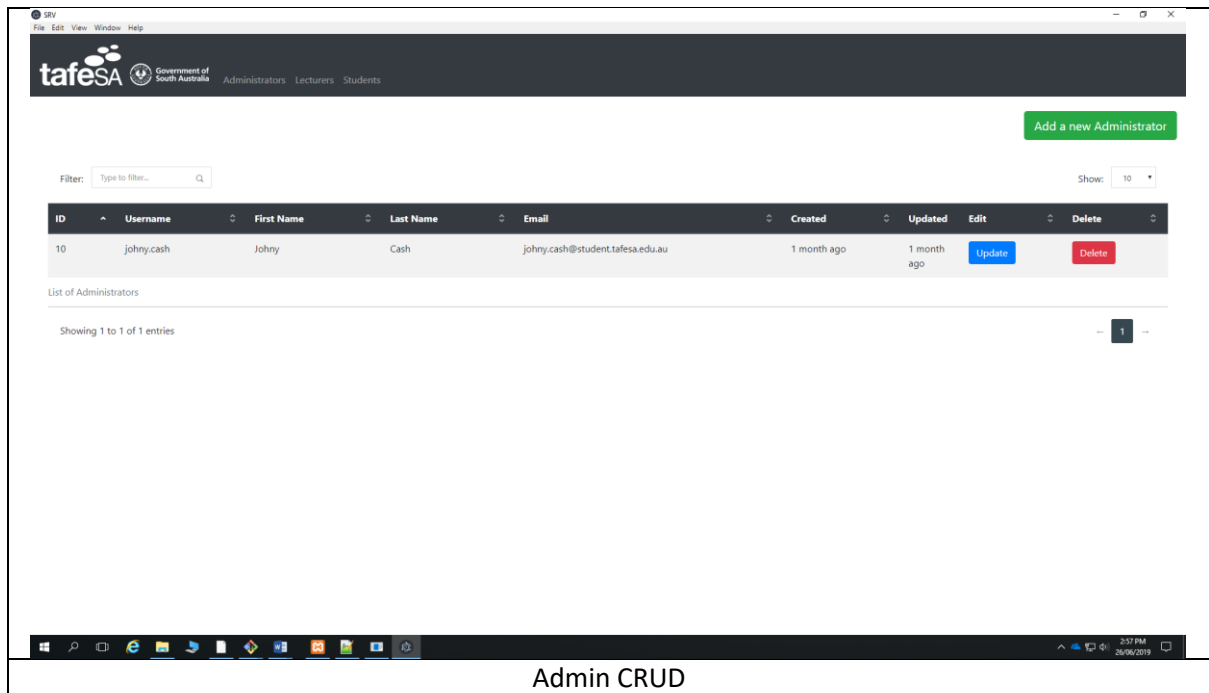 SRV
File Edit View Window Help
tafeSA Government of South Australia Administrators Lecturers Students
Add a new Administrator
Filter: Type to filter... Show: 10
ID Username First Name Last Name Email Created Updated Edit Delete
10 johny.cash Johny Cash johny.cash@student.tafesa.edu.au 1 month ago 1 month ago Update Delete
List of Administrators
Showing 1 to 1 of 1 entries ← 1 →
2:57 PM
26/06/2019
Admin CRUD